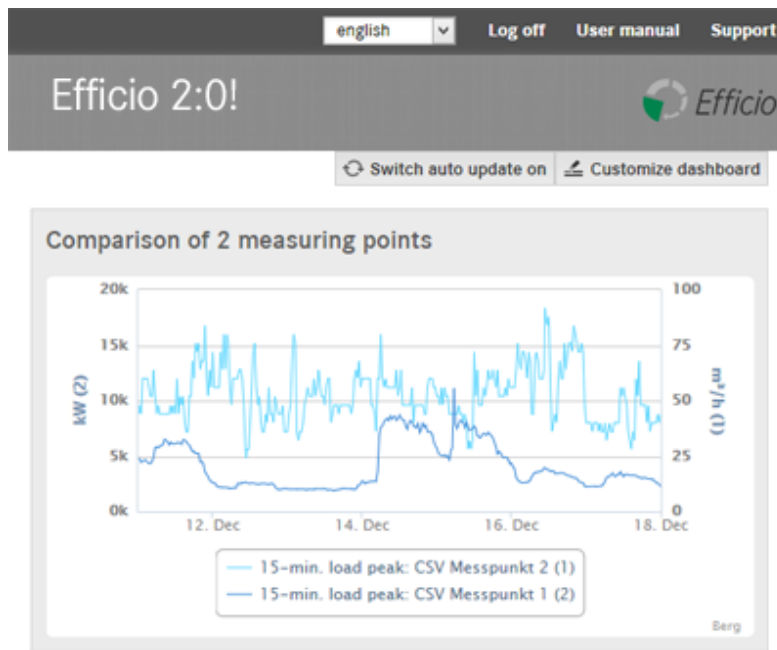 english Log off User manual Support
Efficio 2:0! Efficio
Switch auto update on Customize dashboard
Comparison of 2 measuring points
20k 100
15k 75
10k 50
5k 25
0k 0
kW (2)
m³/h (1)
12. Dec 14. Dec 16. Dec 18. Dec
15-min. load peak: CSV Messpunkt 2 (1)
15-min. load peak: CSV Messpunkt 1 (2)
Berg